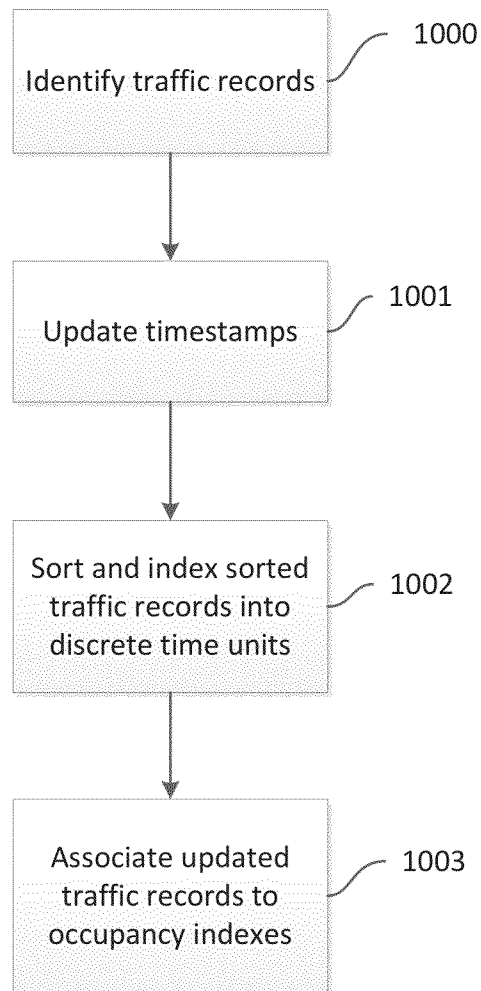 1000
Identify traffic records
1001
Update timestamps
Sort and index sorted
1002
traffic records into
discrete time units
Associate updated
1003
traffic records to
occupancy indexes